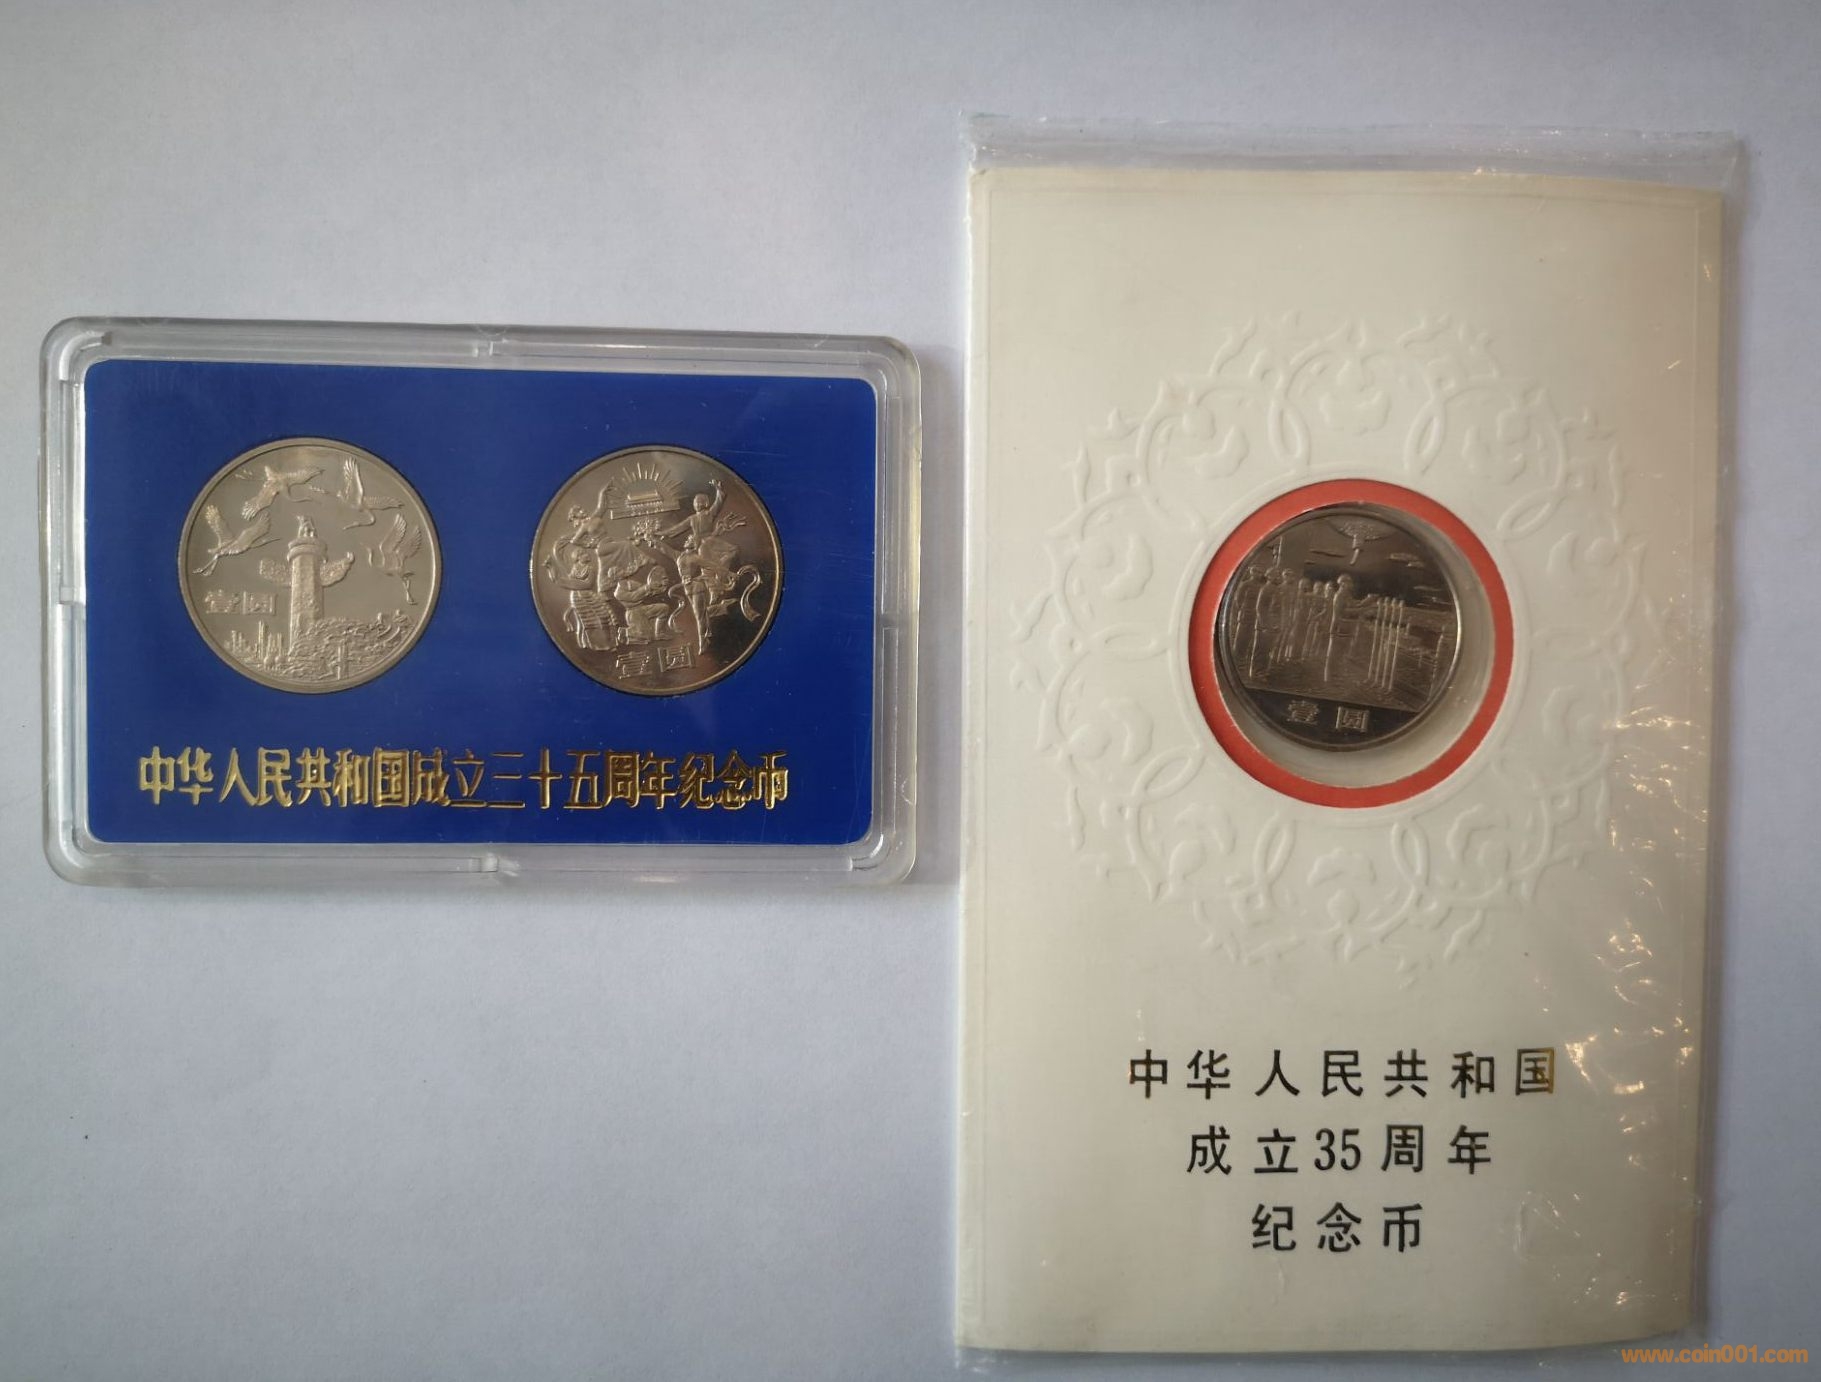 壹圆
壹圆
中华人民共和国成立三十五周年纪念币
壹圆
中华人民共和国
成立35周年
纪念币
www.coin001.com